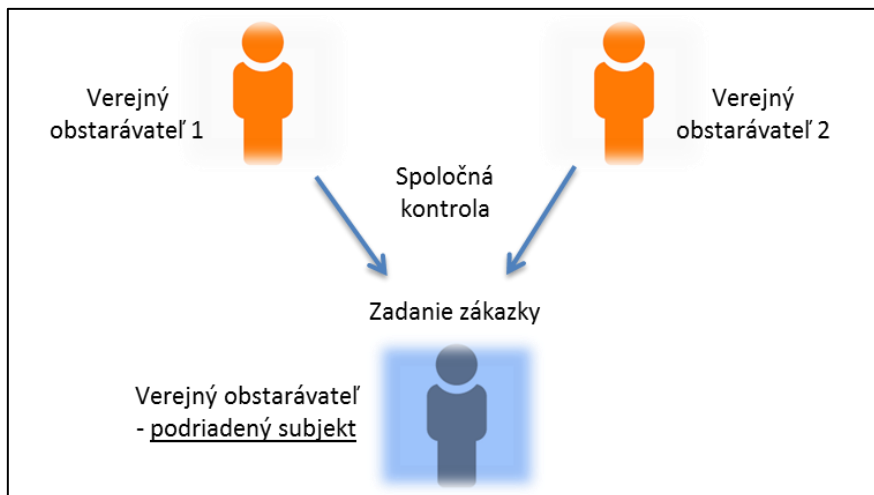 Verejný
obstarávateľ 1
Verejný
obstarávateľ 2
Spoločná
kontrola
Zadanie zákazky
Verejný obstarávateľ
- podriadený subjekt